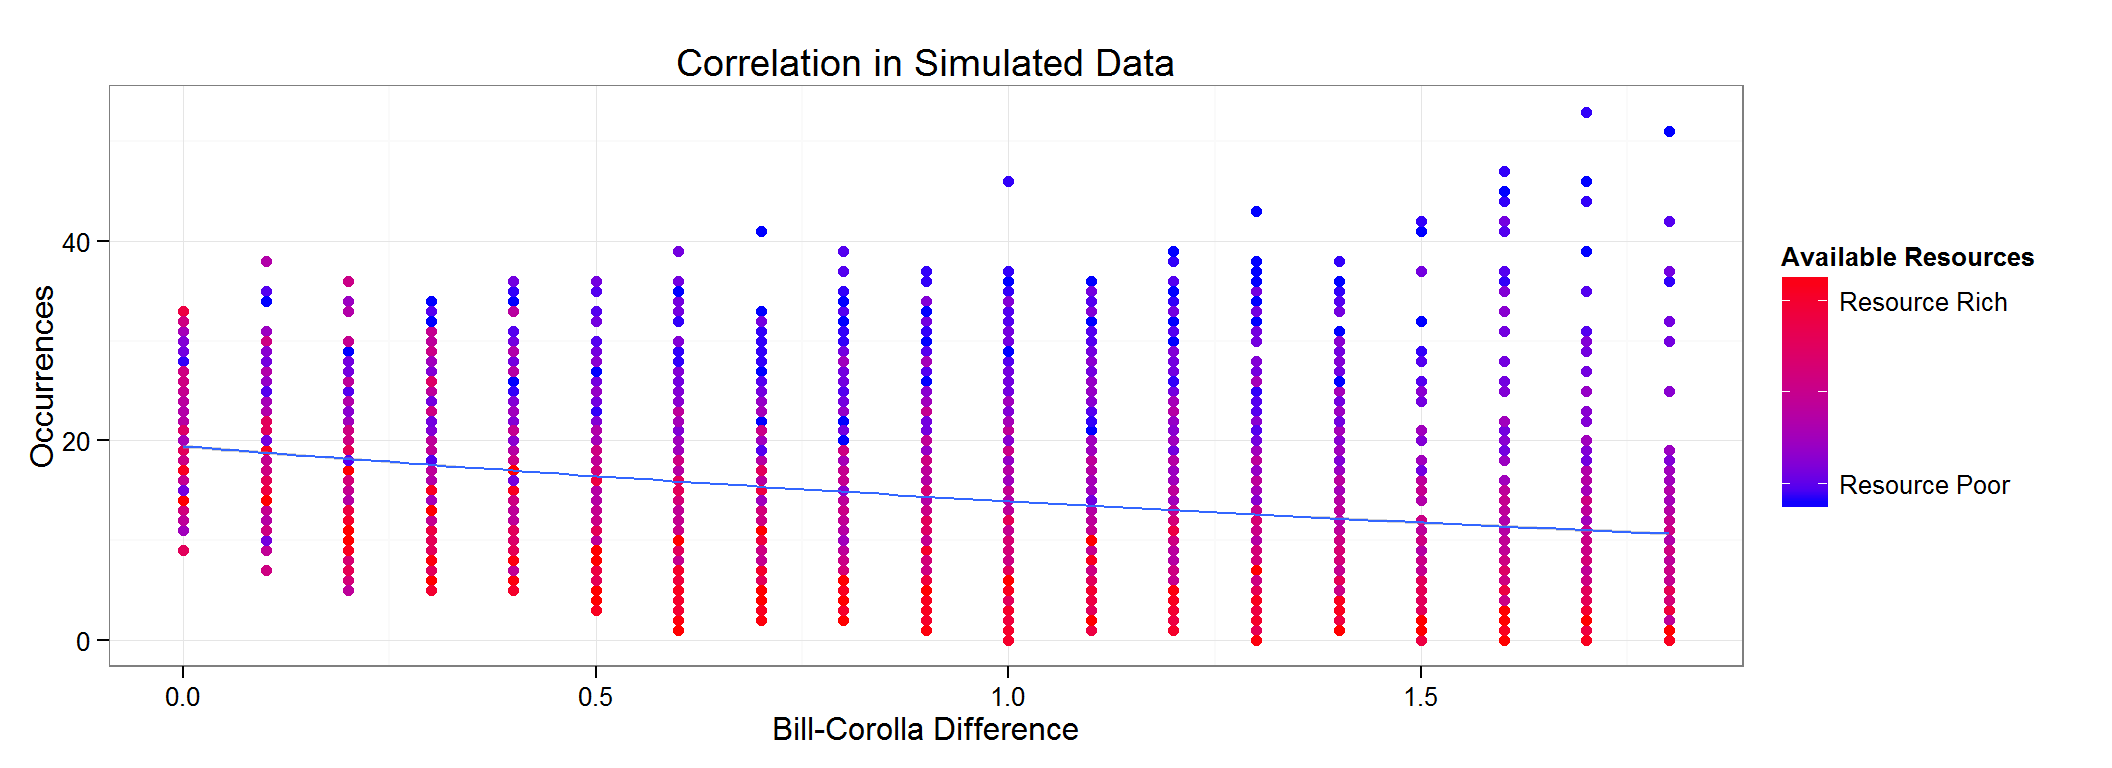 Correlation in Simulated Data
Occurrences
40
20
0
0.0
0.5
1.0
1.5
Bill-Corolla Difference
Available Resources
Resource Rich
Resource Poor